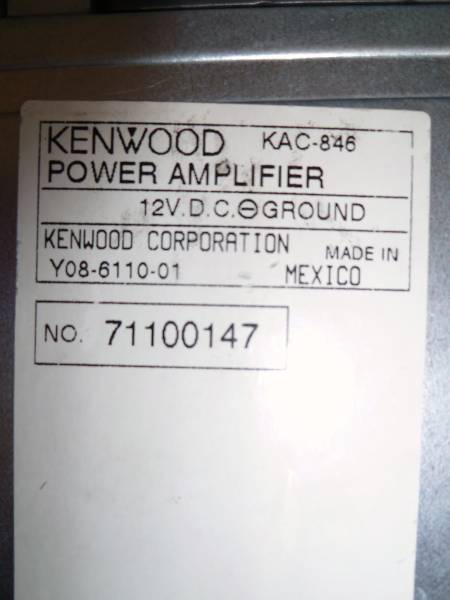 KENWOOD KAC-846
POWER AMPLIFIER
12V.D.C.⊖GROUND
KENWOOD CORPORATION MADE IN
Y08-6110-01 MEXICO
NO. 71100147